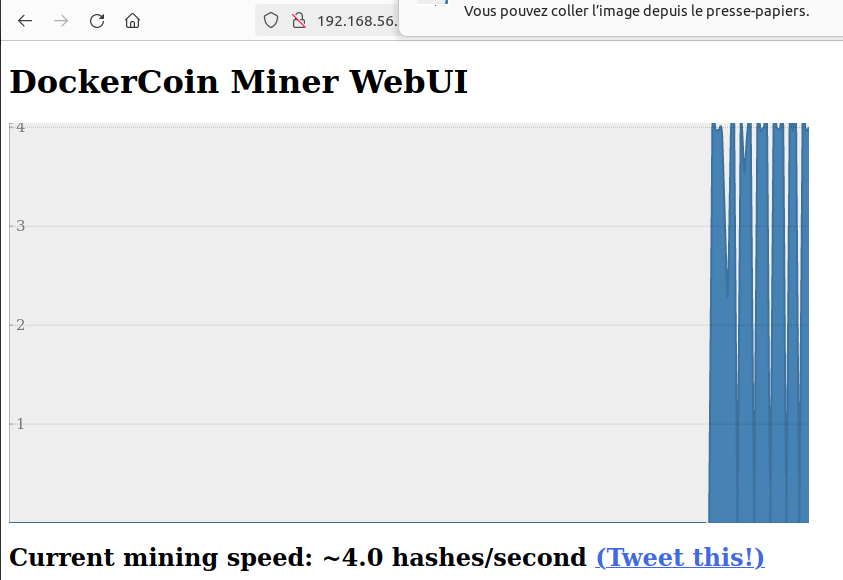 Vous pouvez coller l’image depuis le presse-papiers.
192.168.56.
DockerCoin Miner WebUI
4
3
2
1
Current mining speed: ~4.0 hashes/second (Tweet this!)